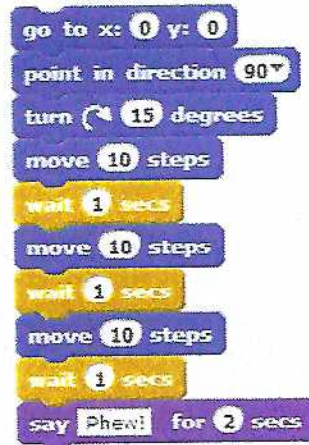 go to x: 0 y: 0
point in direction 90
turn 15 degrees
move 10 steps
wait 1 secs
move 10 steps
wait 1 secs
move 10 steps
wait 1 secs
say Phew! for 2 secs